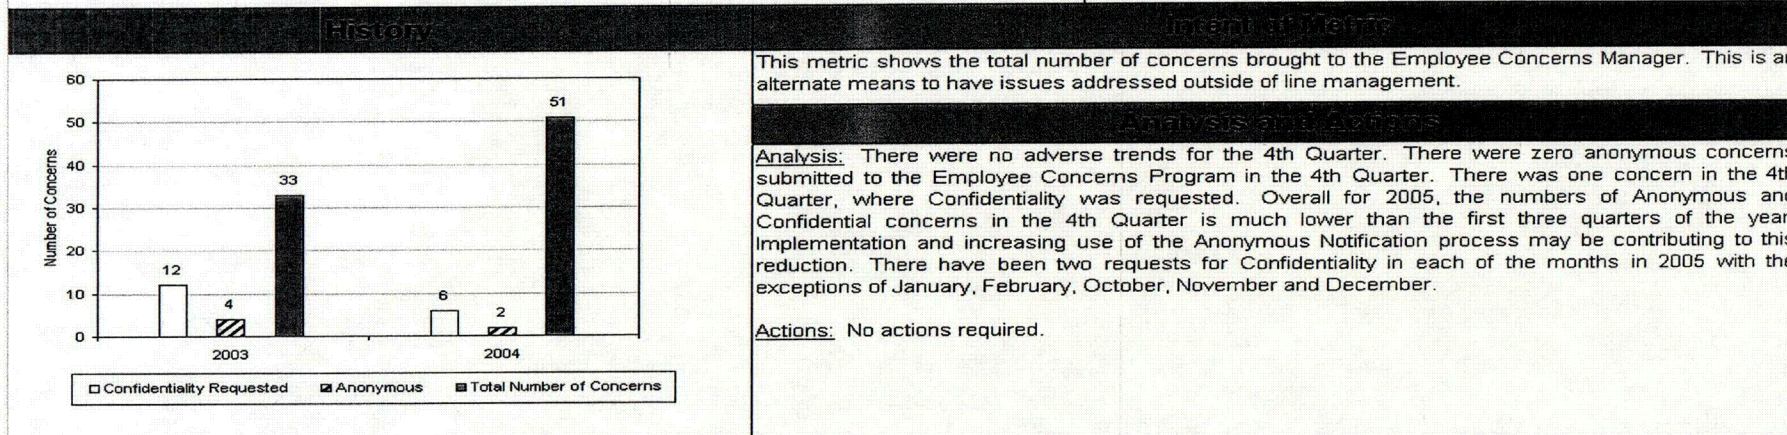 History
Intent of Metric
This metric shows the total number of concerns brought to the Employee Concerns Manager. This is a
alternate means to have issues addressed outside of line management.
Analysis and Actions
Analysis: There were no adverse trends for the 4th Quarter. There were zero anonymous concerns
submitted to the Employee Concerns Program in the 4th Quarter. There was one concern in the 4t
Quarter, where Confidentiality was requested. Overall for 2005, the numbers of Anonymous an
Confidential concerns in the 4th Quarter is much lower than the first three quarters of the year
Implementation and increasing use of the Anonymous Notification process may be contributing to this
reduction. There have been two requests for Confidentiality in each of the months in 2005 with the
exceptions of January, February, October, November and December.
Actions: No actions required.
Number of Concerns
60
50
40
30
20
10
0
12
4
33
6
2
51
2003
2004
Confidentiality Requested
Anonymous
Total Number of Concerns